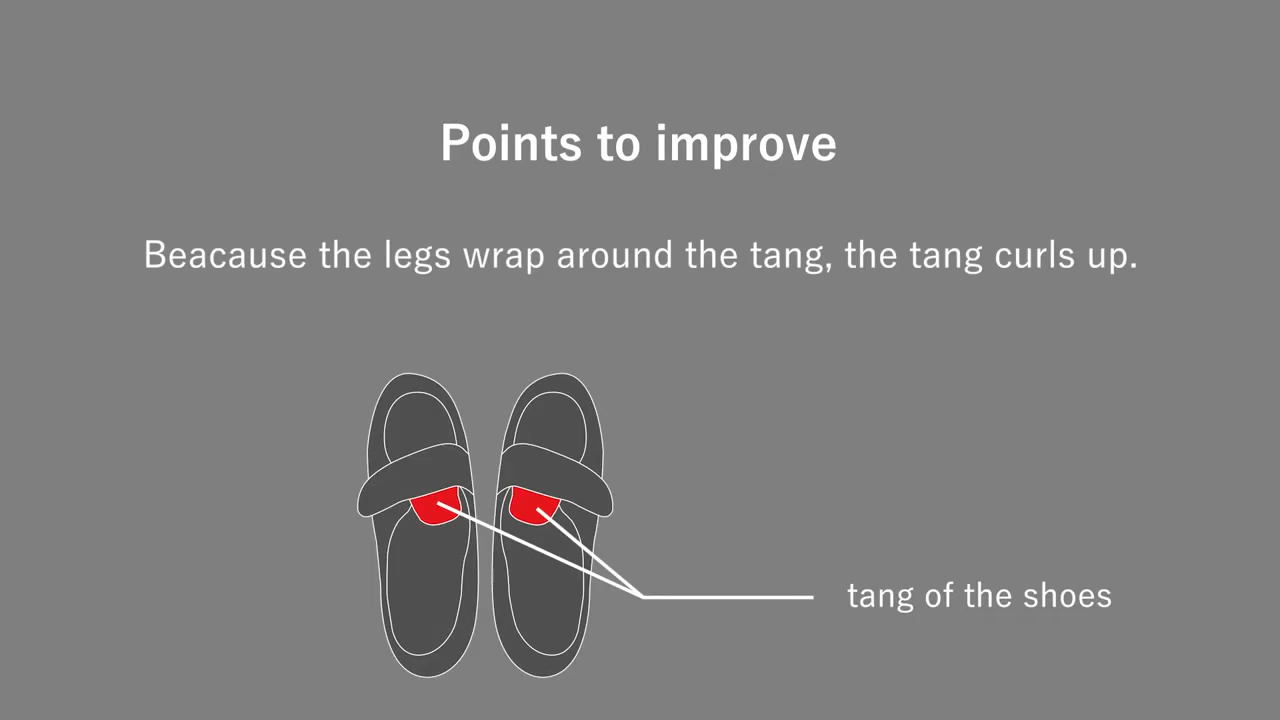 Points to improve
Beacause the legs wrap around the tang, the tang curls up.
tang of the shoes